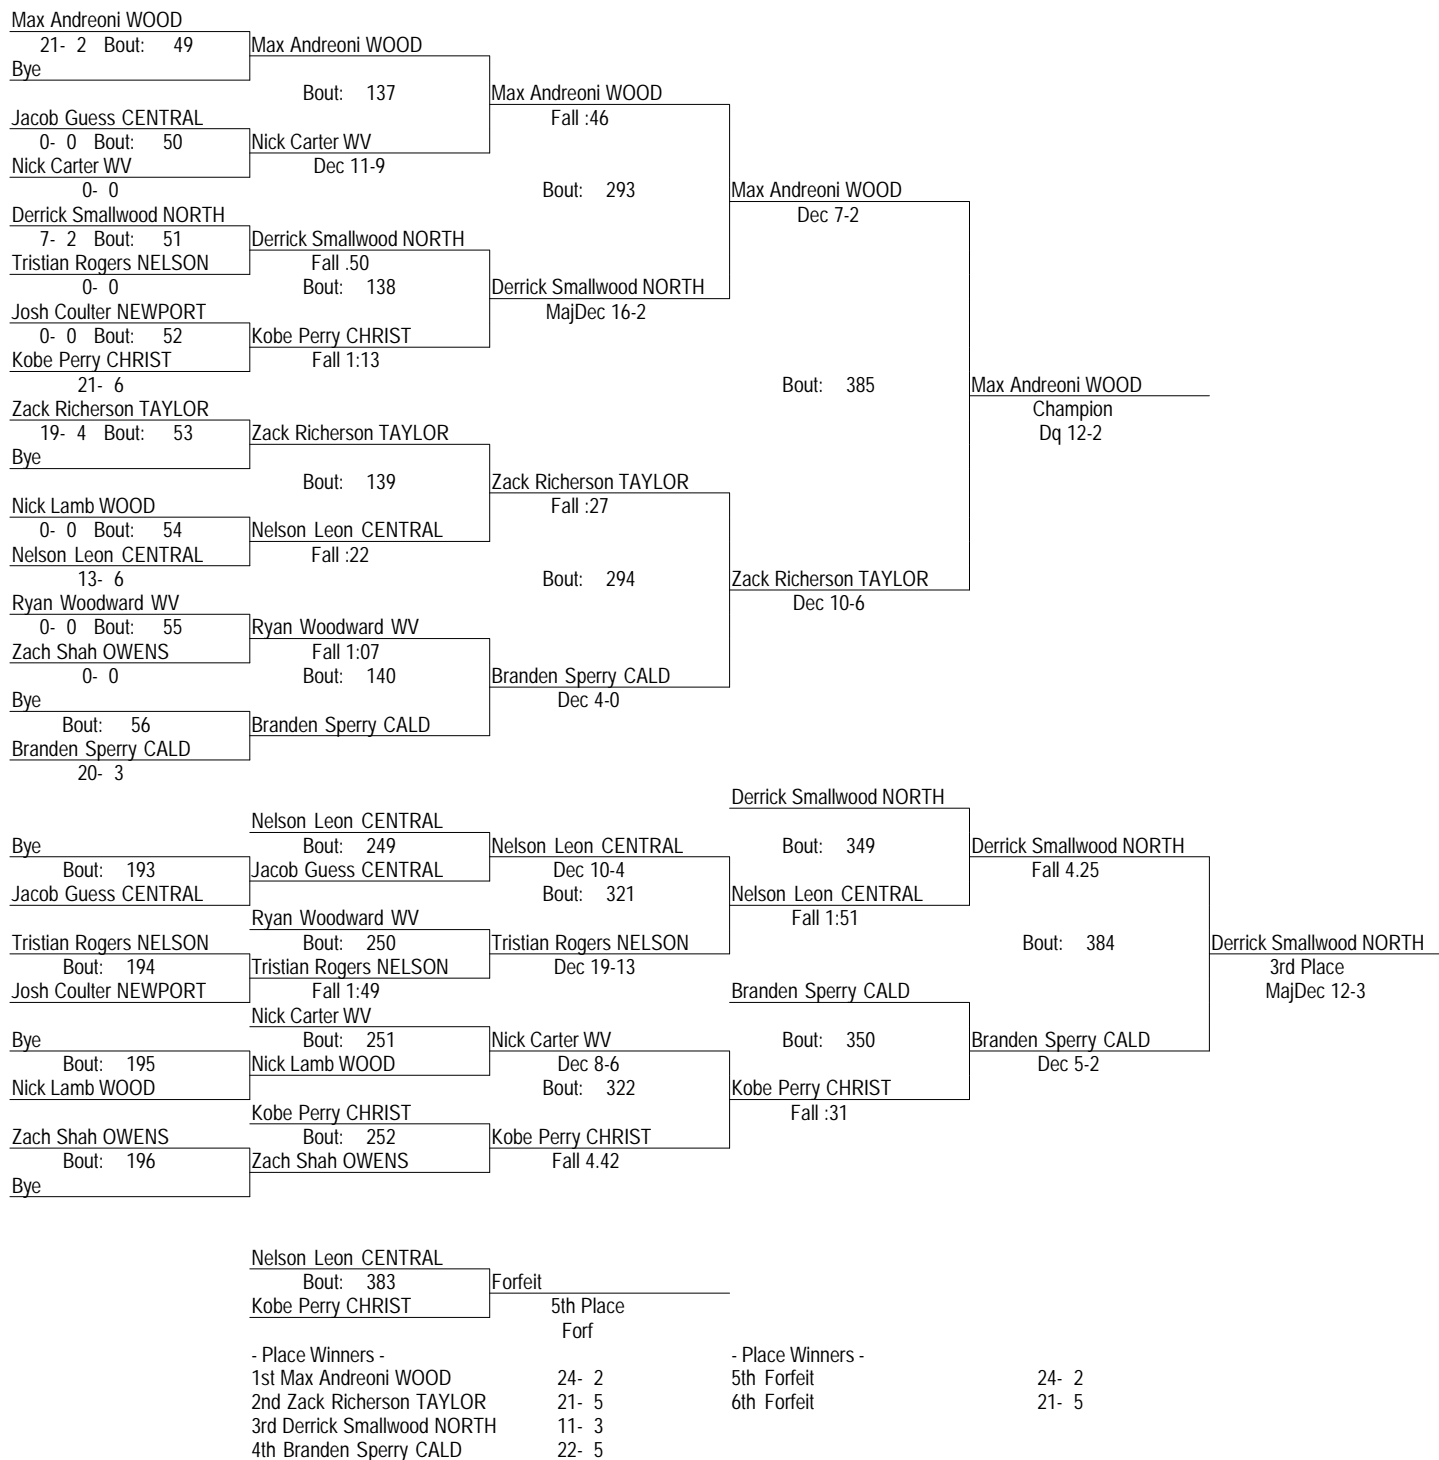 Max Andreoni WOOD
21- 2 Bout: 49
Max Andreoni WOOD
Bye
Bout: 137
Max Andreoni WOOD
Jacob Guess CENTRAL
Fall :46
0- 0 Bout: 50
Nick Carter WV
Nick Carter WV
Dec 11-9
0- 0
Bout: 293
Max Andreoni WOOD
Derrick Smallwood NORTH
Dec 7-2
7- 2 Bout: 51
Derrick Smallwood NORTH
Tristian Rogers NELSON
Fall .50
0- 0
Bout: 138
Derrick Smallwood NORTH
Josh Coulter NEWPORT
MajDec 16-2
0- 0 Bout: 52
Kobe Perry CHRIST
Kobe Perry CHRIST
Fall 1:13
21- 6
Bout: 385
Max Andreoni WOOD
Zack Richerson TAYLOR
Champion
19- 4 Bout: 53
Zack Richerson TAYLOR
Dq 12-2
Bye
Bout: 139
Zack Richerson TAYLOR
Nick Lamb WOOD
Fall :27
0- 0 Bout: 54
Nelson Leon CENTRAL
Nelson Leon CENTRAL
Fall :22
13- 6
Bout: 294
Zack Richerson TAYLOR
Ryan Woodward WV
Dec 10-6
0- 0 Bout: 55
Ryan Woodward WV
Zach Shah OWENS
Fall 1:07
0- 0
Bout: 140
Branden Sperry CALD
Bye
Dec 4-0
Bout: 56
Branden Sperry CALD
Branden Sperry CALD
20- 3
Derrick Smallwood NORTH
Nelson Leon CENTRAL
Bye
Bout: 249
Nelson Leon CENTRAL
Bout: 349
Derrick Smallwood NORTH
Bout: 193
Jacob Guess CENTRAL
Dec 10-4
Fall 4.25
Jacob Guess CENTRAL
Bout: 321
Nelson Leon CENTRAL
Ryan Woodward WV
Fall 1:51
Tristian Rogers NELSON
Bout: 250
Tristian Rogers NELSON
Bout: 384
Derrick Smallwood NORTH
Bout: 194
Tristian Rogers NELSON
Dec 19-13
3rd Place
Josh Coulter NEWPORT
Fall 1:49
Branden Sperry CALD
MajDec 12-3
Nick Carter WV
Bye
Bout: 251
Nick Carter WV
Bout: 350
Branden Sperry CALD
Bout: 195
Nick Lamb WOOD
Dec 8-6
Dec 5-2
Nick Lamb WOOD
Bout: 322
Kobe Perry CHRIST
Kobe Perry CHRIST
Fall :31
Zach Shah OWENS
Bout: 252
Kobe Perry CHRIST
Bout: 196
Zach Shah OWENS
Fall 4.42
Bye
Nelson Leon CENTRAL
Bout: 383
Forfeit
Kobe Perry CHRIST
5th Place
Forf
- Place Winners -
- Place Winners -
1st Max Andreoni WOOD 24- 2
5th Forfeit 24- 2
2nd Zack Richerson TAYLOR 21- 5
6th Forfeit 21- 5
3rd Derrick Smallwood NORTH 11- 3
4th Branden Sperry CALD 22- 5